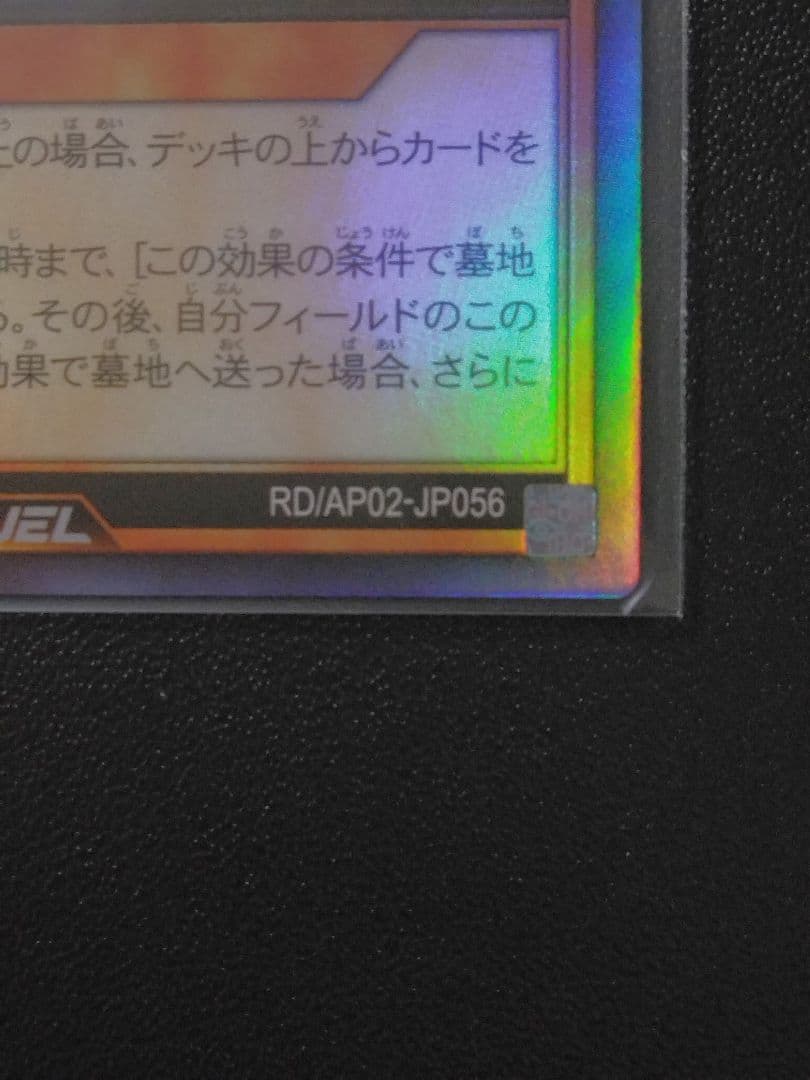 の場合、デッキの上からカードを
時まで、[この効果の条件で墓地
。その後、自分フィールドのこの
果で墓地へ送った場合、さらに
UEL
RD/AP02-JP056